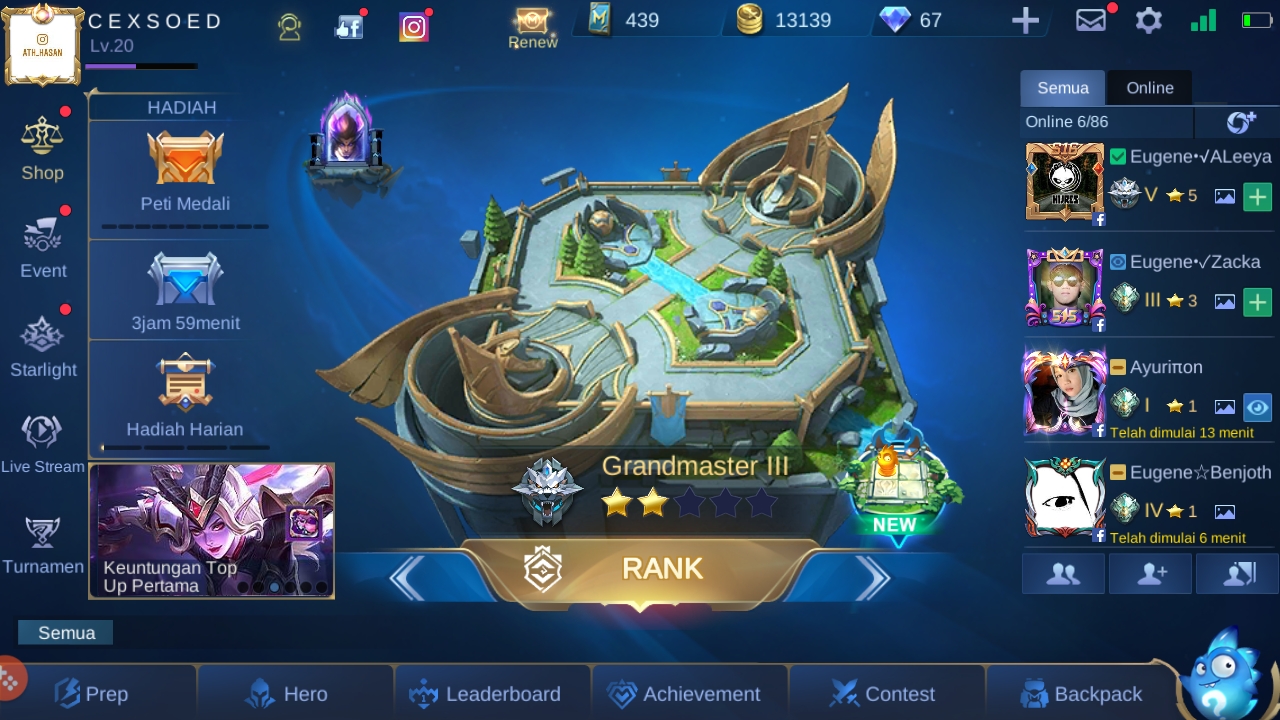 CEXSOED
Lv.20
ATH_HASAN
Renew
439
13139
67
Shop
Event
Starlight
Live Stream
Turnamen
HADIAH
Peti Medali
3jam 59menit
Hadiah Harian
Keuntungan Top
Up Pertama
Grandmaster III
NEW
RANK
Semua
Online
Online 6/86
Eugene•√ALeeya
V
5
Eugene•√Zacka
III
3
515
Ayuriπon
I
1
Telah dimulai 13 menit
Eugene☆Benjoth
IV
1
Telah dimulai 6 menit
Semua
Prep
Hero
Leaderboard
Achievement
Contest
Backpack